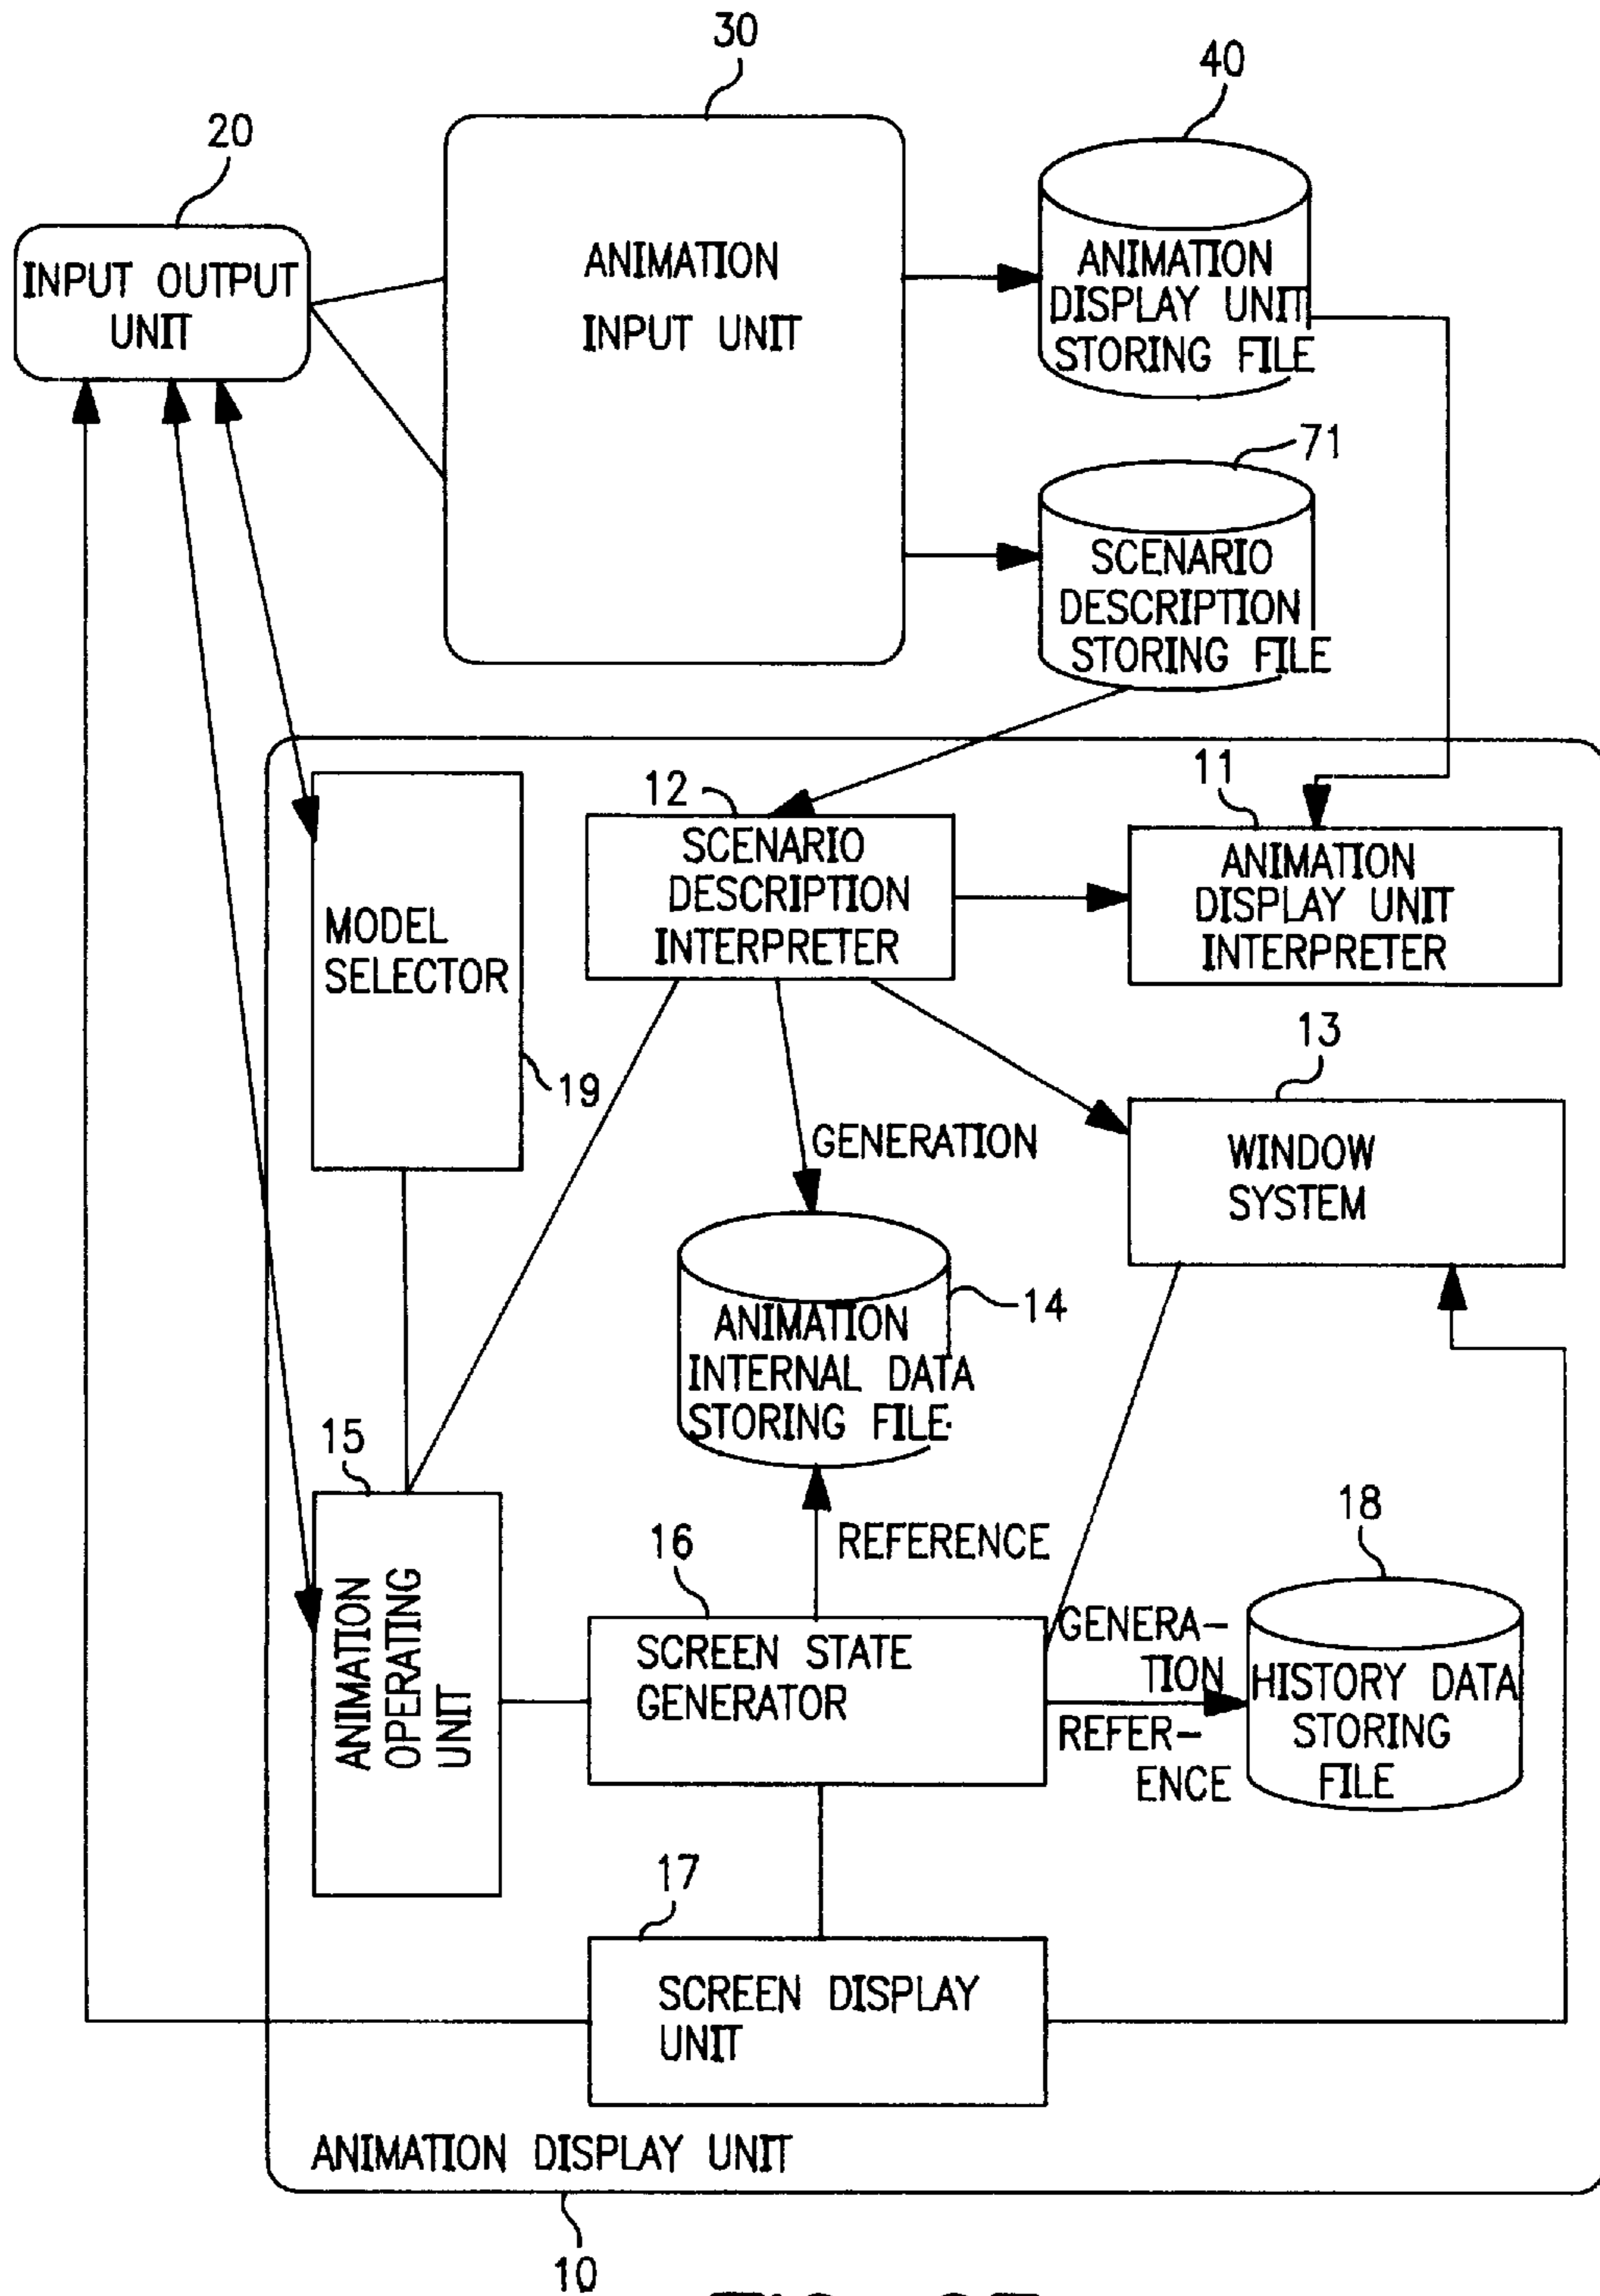 30
40
20
INPUT OUTPUT
UNIT
ANIMATION
INPUT UNIT
ANIMATION
DISPLAY UNIT
STORING FILE
71
SCENARIO
DESCRIPTION
STORING FILE
12
11
SCENARIO
DESCRIPTION
INTERPRETER
ANIMATION
DISPLAY UNIT
INTERPRETER
MODEL
SELECTOR
19
13
GENERATION
WINDOW
SYSTEM
14
ANIMATION
INTERNAL DATA
STORING FILE
15
16
REFERENCE
18
ANIMATION
OPERATING
UNIT
SCREEN STATE
GENERATOR
GENERA-
TION
REFER-
ENCE
HISTORY DATA
STORING
FILE
17
SCREEN DISPLAY
UNIT
ANIMATION DISPLAY UNIT
10